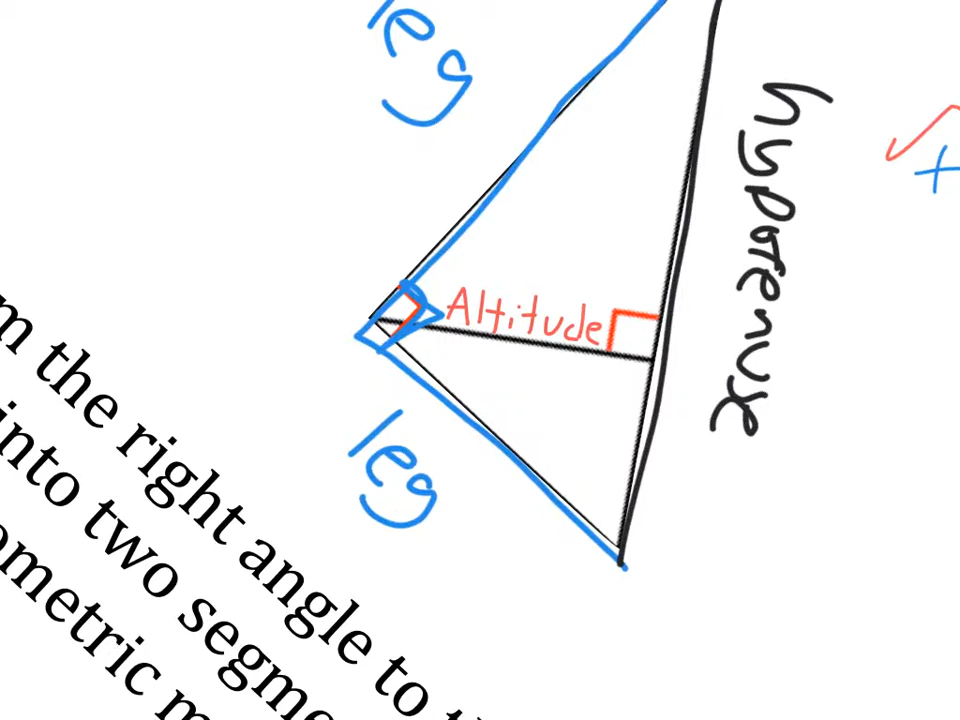 leg
hypotenuse
Altitude
leg
m the right angle to
into two segme
ometric m